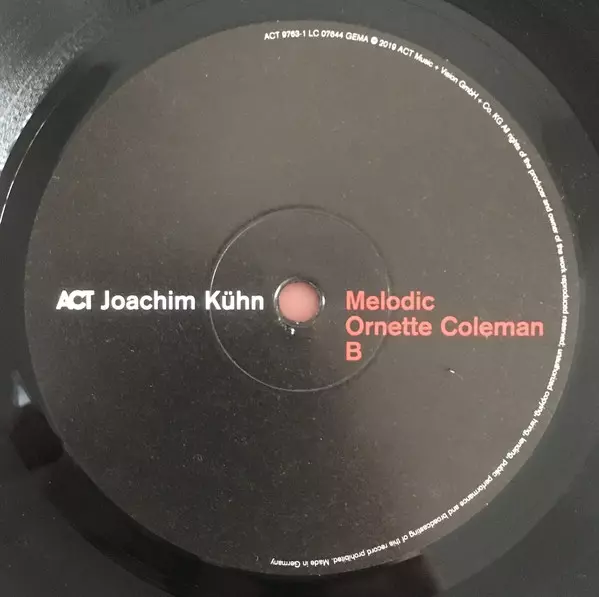 ACT 9763-1 LC 07644 GEMA ℗ 2019 ACT Music + Vision GmbH + Co. KG All rights of the producer and owner of the work reproduced reserved; unauthorised copying, hiring, lending, public performance and broadcasting of this record prohibited. Made in Germany
ACT Joachim Kühn
Melodic
Ornette Coleman
B